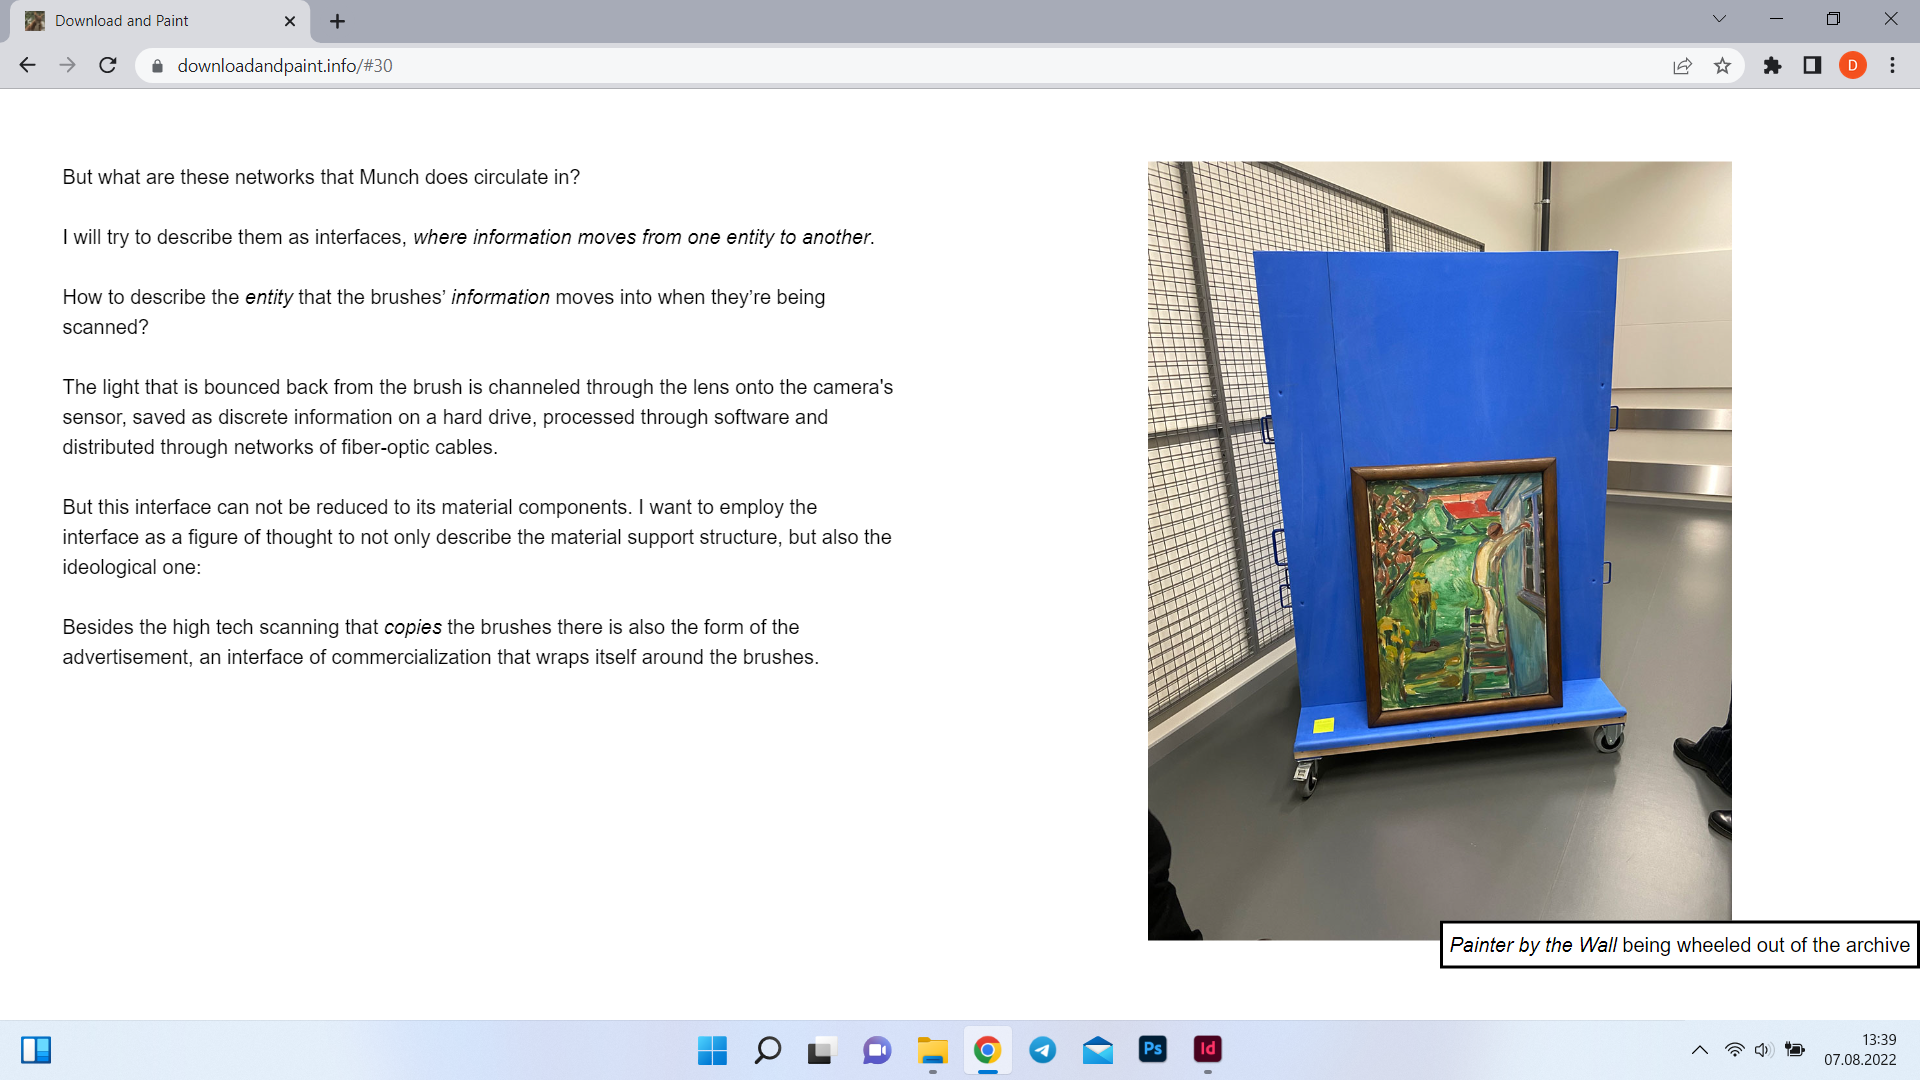 Download and Paint
downloadandpaint.info/#30
D
But what are these networks that Munch does circulate in?
I will try to describe them as interfaces, where information moves from one entity to another.
How to describe the entity that the brushes’ information moves into when they’re being
scanned?
The light that is bounced back from the brush is channeled through the lens onto the camera's
sensor, saved as discrete information on a hard drive, processed through software and
distributed through networks of fiber-optic cables.
But this interface can not be reduced to its material components. I want to employ the
interface as a figure of thought to not only describe the material support structure, but also the
ideological one:
Besides the high tech scanning that copies the brushes there is also the form of the
advertisement, an interface of commercialization that wraps itself around the brushes.
Painter by the Wall being wheeled out of the archive
Ps
Id
13:39
07.08.2022